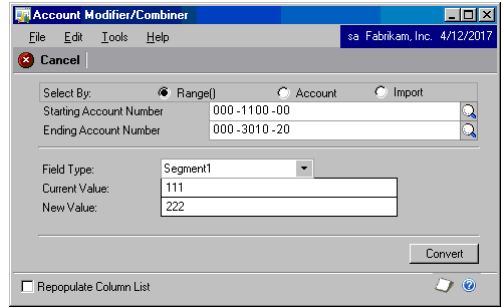 Account Modifier/Combiner
File Edit Tools Help sa Fabrikam, Inc. 4/12/2017
Cancel
Select By: Range() Account Import
Starting Account Number 000 -1100 -00
Ending Account Number 000 -3010 -20
Field Type: Segment1
Current Value: 111
New Value: 222
Convert
Repopulate Column List